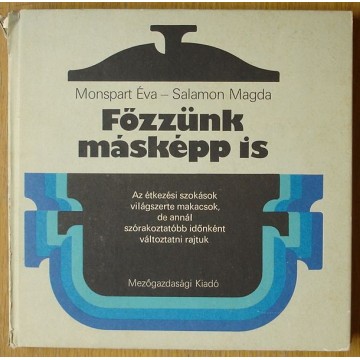 Monspart Éva – Salamon Magda
Főzzünk
másképp is
Az étkezési szokások
világszerte makacsok,
de annál
szórakoztatóbb időnként
változtatni rajtuk
Mezőgazdasági Kiadó